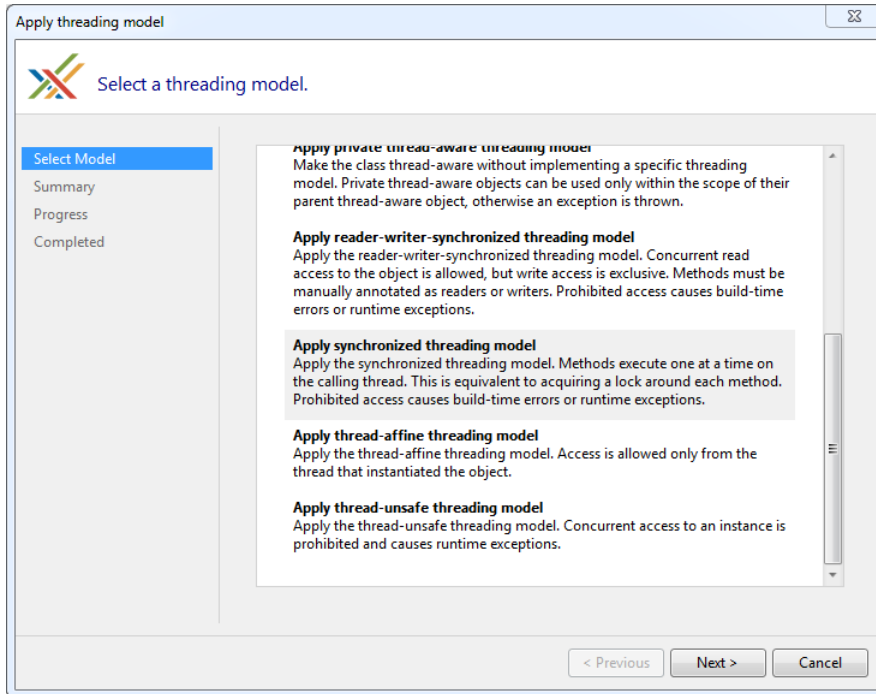 Apply threading model
Select a threading model.
Select Model
Summary
Progress
Completed
Apply private thread-aware threading model
Make the class thread-aware without implementing a specific threading
model. Private thread-aware objects can be used only within the scope of their
parent thread-aware object, otherwise an exception is thrown.
Apply reader-writer-synchronized threading model
Apply the reader-writer-synchronized threading model. Concurrent read
access to the object is allowed, but write access is exclusive. Methods must be
manually annotated as readers or writers. Prohibited access causes build-time
errors or runtime exceptions.
Apply synchronized threading model
Apply the synchronized threading model. Methods execute one at a time on
the calling thread. This is equivalent to acquiring a lock around each method.
Prohibited access causes build-time errors or runtime exceptions.
Apply thread-affine threading model
Apply the thread-affine threading model. Access is allowed only from the
thread that instantiated the object.
Apply thread-unsafe threading model
Apply the thread-unsafe threading model. Concurrent access to an instance is
prohibited and causes runtime exceptions.
< Previous
Next >
Cancel